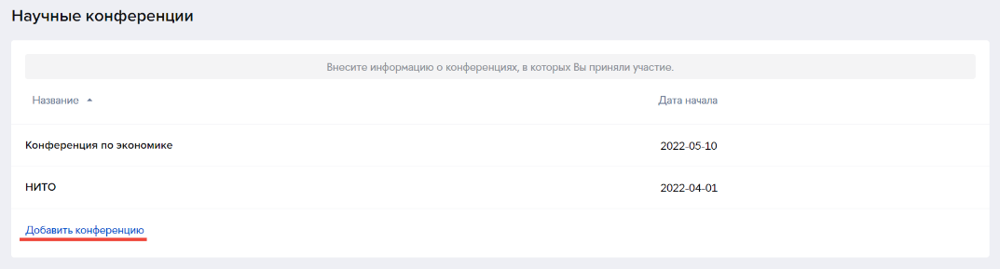 Научные конференции
Внесите информацию о конференциях, в которых Вы приняли участие.
Название Дата начала
Конференция по экономике 2022-05-10
НИТО 2022-04-01
Добавить конференцию